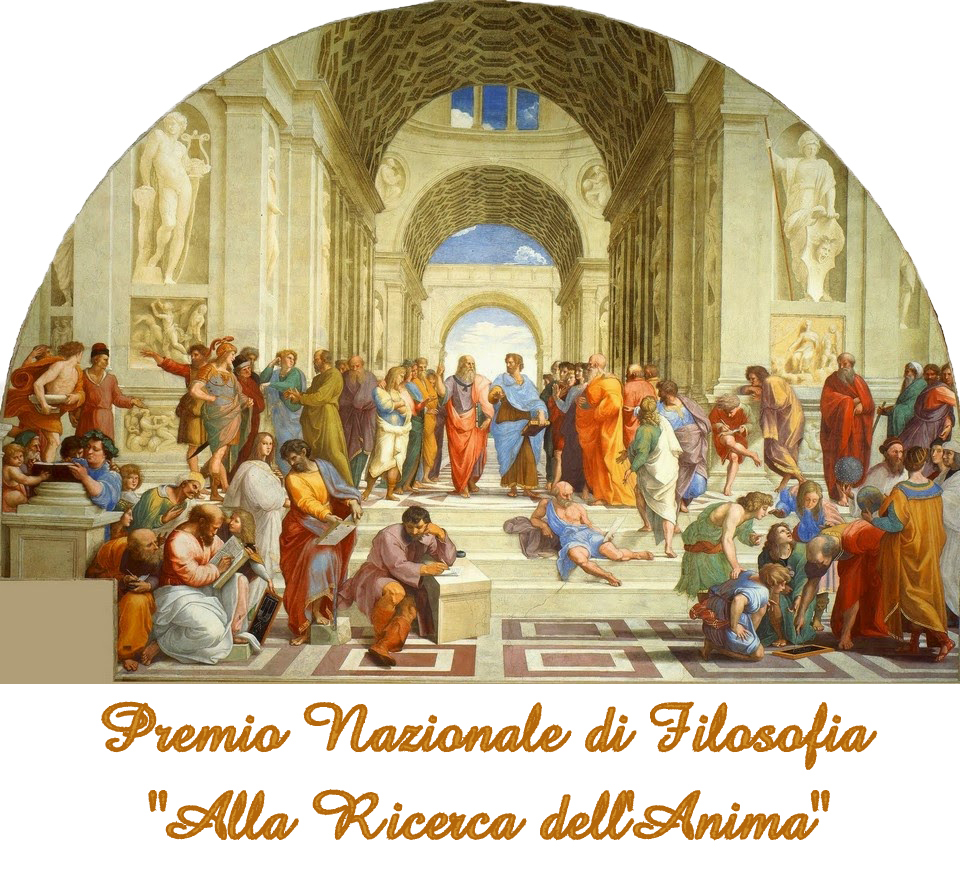 Premio Nazionale di Filosofia
"Alla Ricerca dell'Anima"